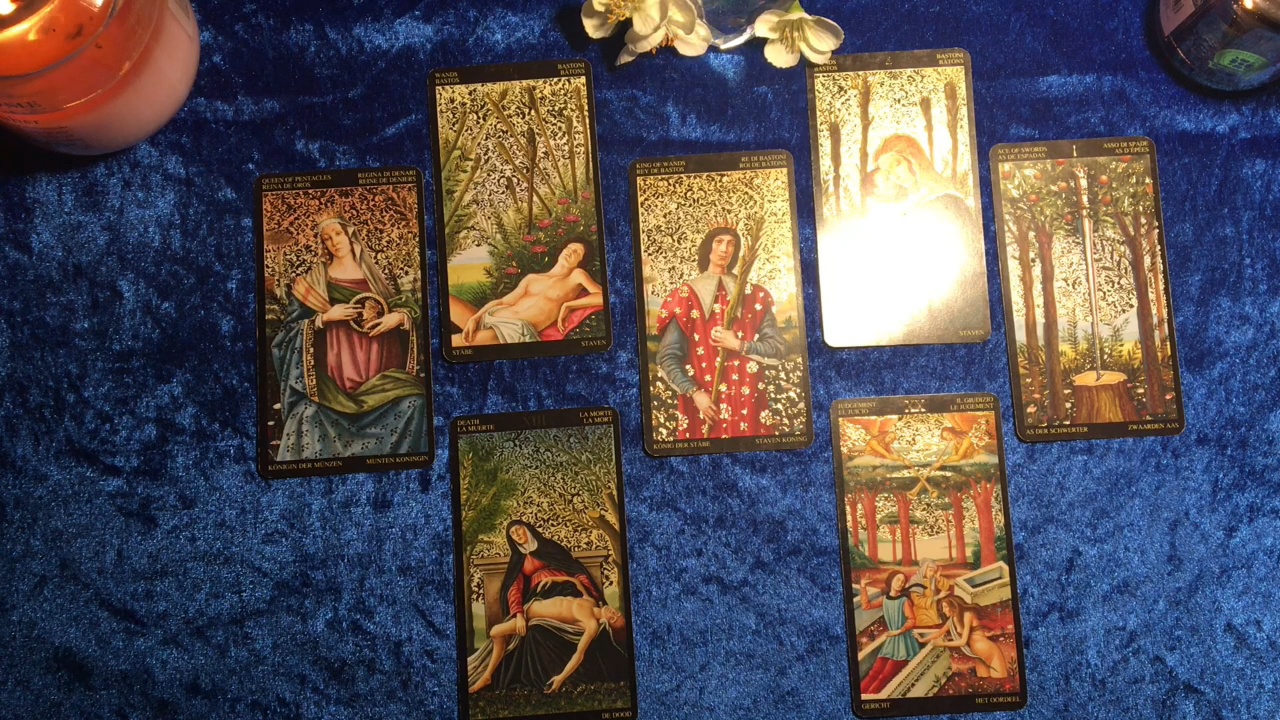 WANDS
BASTOS
BASTONI
BÂTONS
STÄBE
STAVEN
BASTOS
BASTONI
BÂTONS
STAVEN
ACE OF SWORDS
AS DE ESPADAS
I
ASSO DI SPADE
AS D'ÉPÉES
AS DER SCHWERTER
ZWAARDEN AAS
KING OF WANDS
REY DE BASTOS
RE DI BASTONI
ROI DE BÂTONS
KÖNIG DER STÄBE
STAVEN KONING
QUEEN OF PENTACLES
REINA DE OROS
REGINA DI DENARI
REINE DE DENIERS
KÖNIGIN DER MÜNZEN
MUNTEN KONINGIN
DEATH
LA MUERTE
XIII
LA MORTE
LA MORT
DE DOOD
JUDGEMENT
EL JUICIO
XX
IL GIUDIZIO
LE JUGEMENT
GERICHT
HET OORDEEL